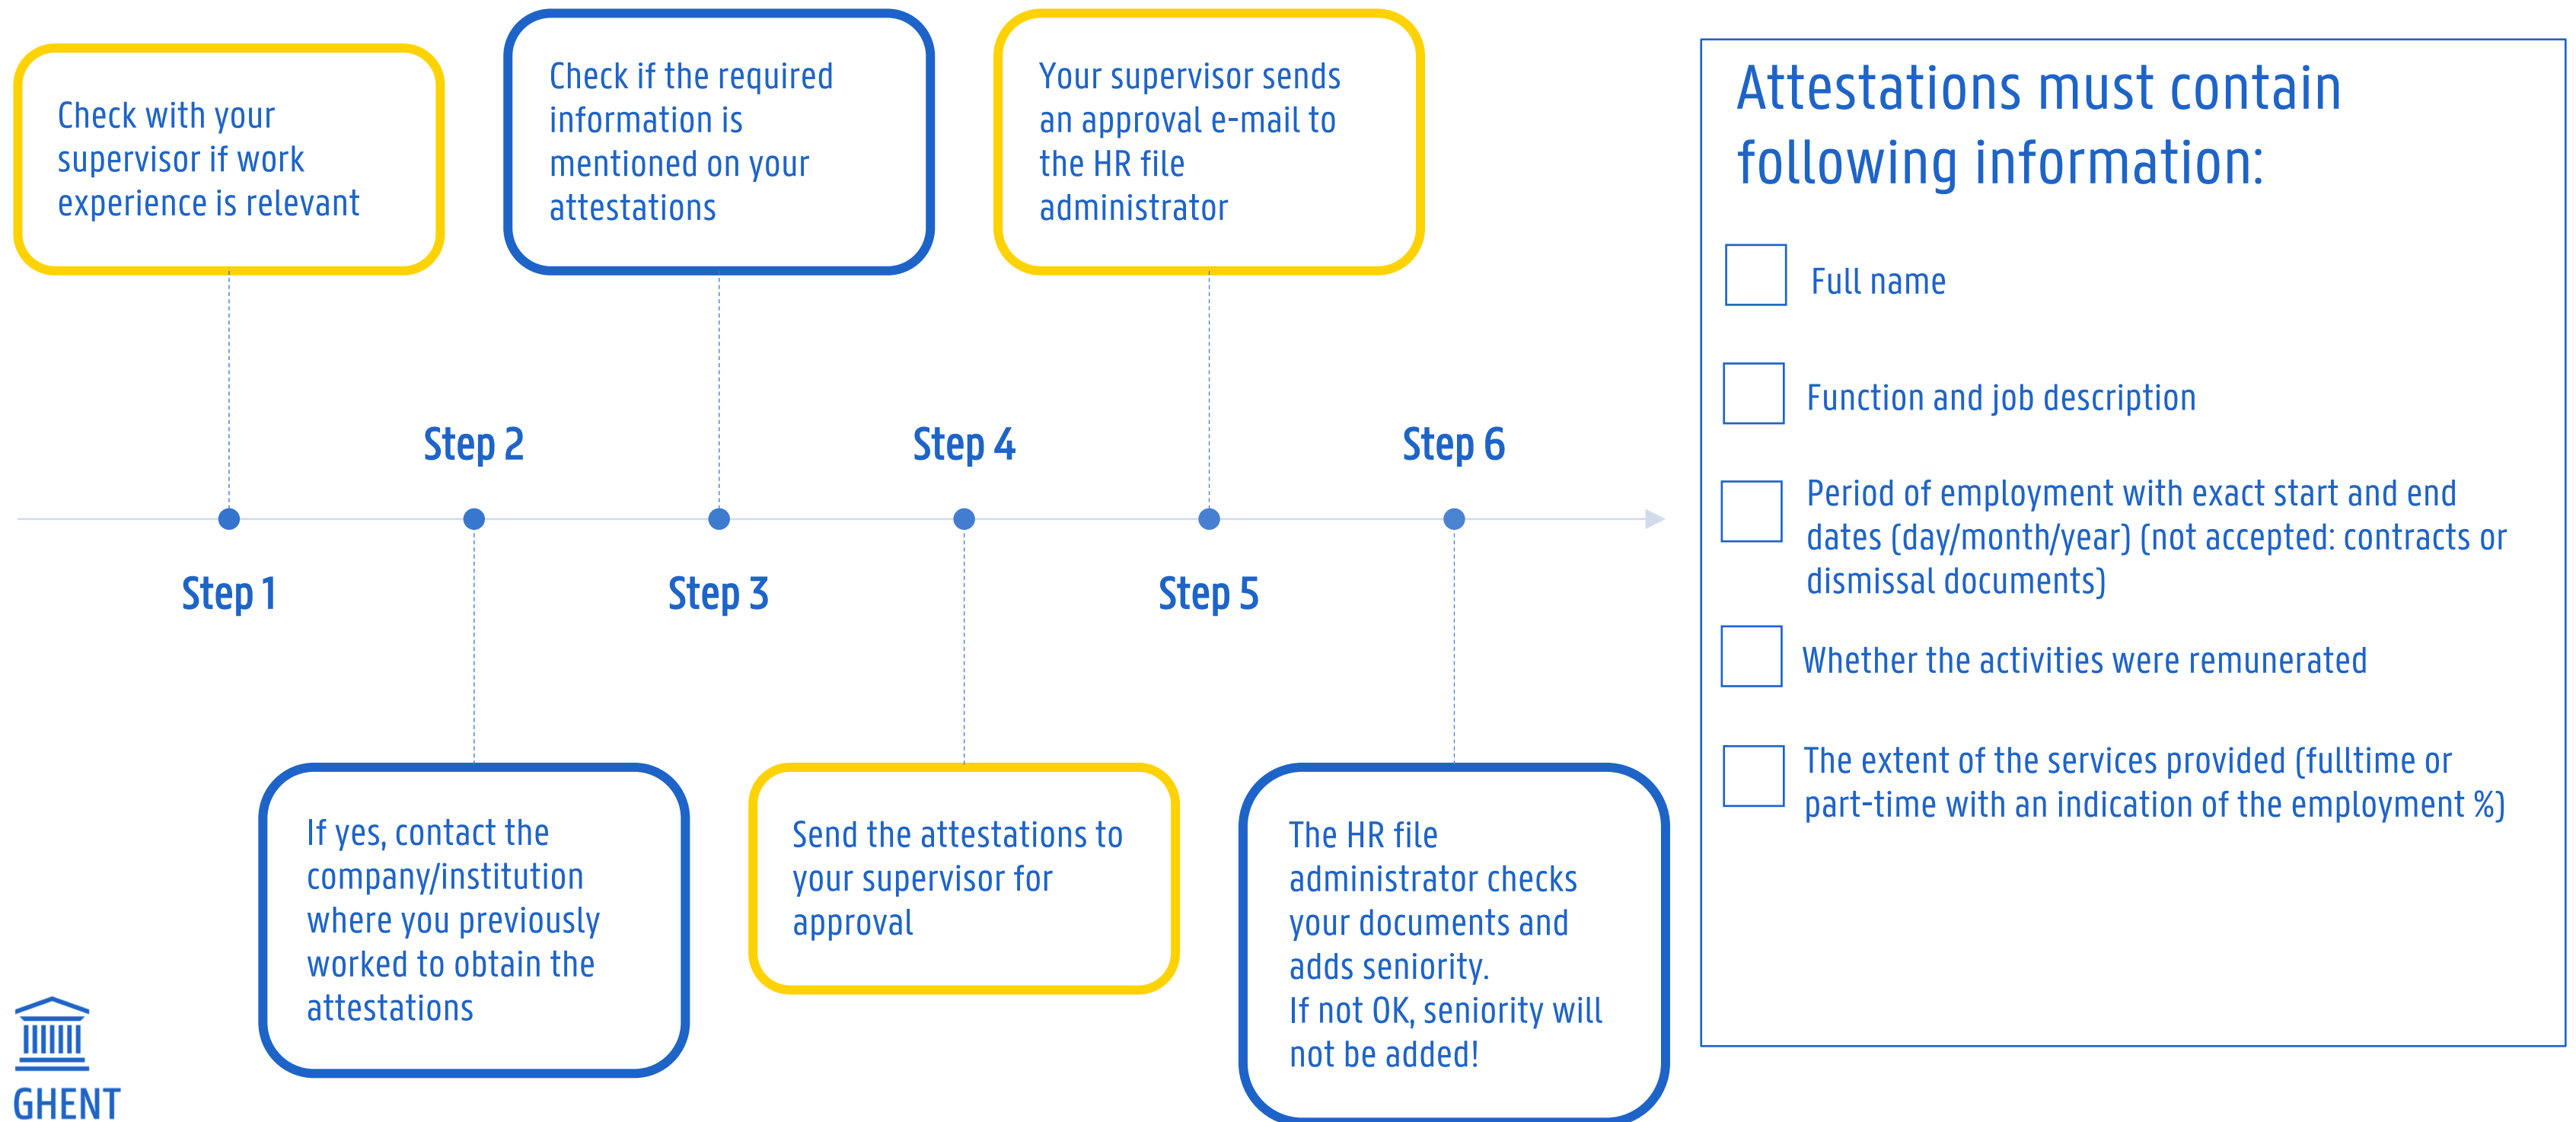 Check with your
supervisor if work
experience is relevant
Step 1
Step 2
If yes, contact the
company/institution
where you previously
worked to obtain the
attestations
Check if the required
information is
mentioned on your
attestations
Step 3
Step 4
Send the attestations to
your supervisor for
approval
Your supervisor sends
an approval e-mail to
the HR file
administrator
Step 5
Step 6
The HR file
administrator checks
your documents and
adds seniority.
If not OK, seniority will
not be added!
Attestations must contain
following information:
Full name
Function and job description
Period of employment with exact start and end
dates (day/month/year) (not accepted: contracts or
dismissal documents)
Whether the activities were remunerated
The extent of the services provided (fulltime or
part-time with an indication of the employment %)
GHENT